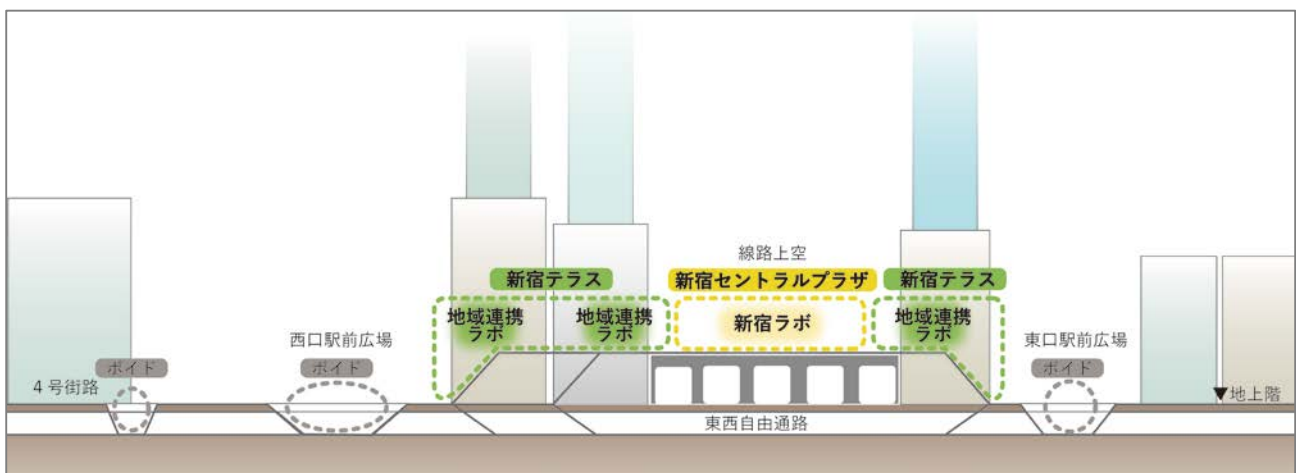 線路上空
新宿テラス
新宿セントラルプラザ
新宿テラス
地域連携
ラボ
地域連携
ラボ
新宿ラボ
地域連携
ラボ
西口駅前広場
ボイド
東口駅前広場
ボイド
ボイド
4号街路
▼地上階
東西自由通路